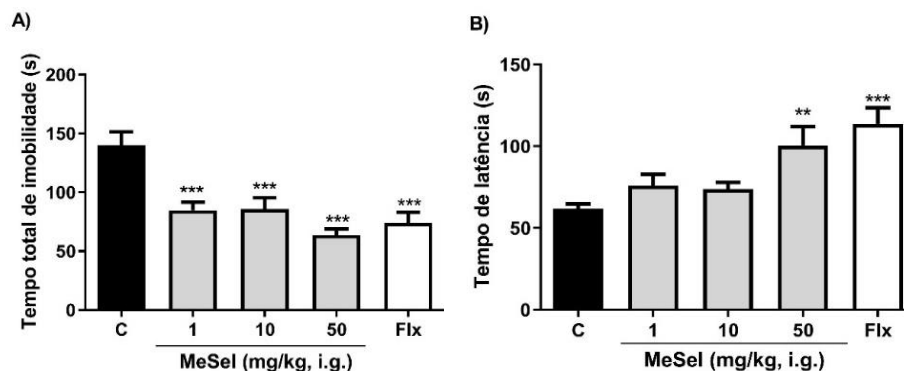 A)
Tempo total de imobilidade (s)
200
150
100
50
0
***
***
***
***
C
1
10
50
Flx
MeSel (mg/kg, i.g.)
B)
Tempo de latência (s)
150
100
50
0
**
***
C
1
10
50
Flx
MeSel (mg/kg, i.g.)